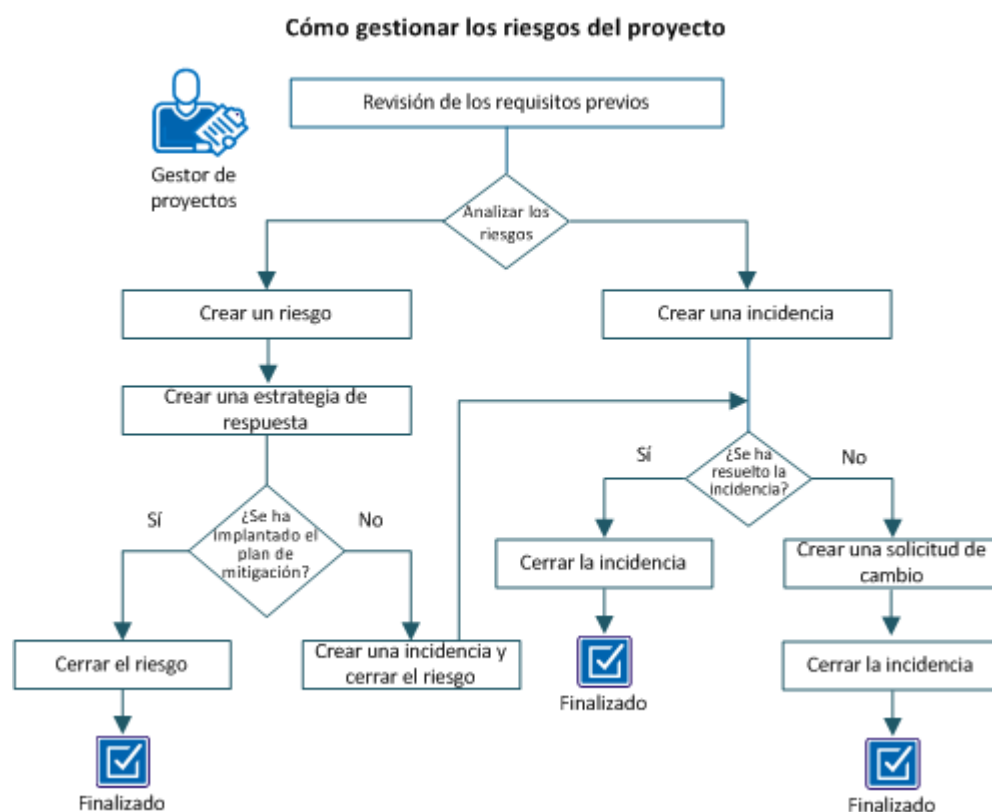 Cómo gestionar los riesgos del proyecto
Revisión de los requisitos previos
Gestor de
proyectos
Analizar los
riesgos
Crear un riesgo
Crear una incidencia
Crear una estrategia de
respuesta
Sí
¿Se ha
resuelto la
incidencia?
No
Sí
¿Se ha
implantado el
plan de
mitigación?
No
Cerrar la incidencia
Crear una solicitud de
cambio
Cerrar el riesgo
Crear una incidencia y
cerrar el riesgo
Cerrar la incidencia
Finalizado
Finalizado
Finalizado